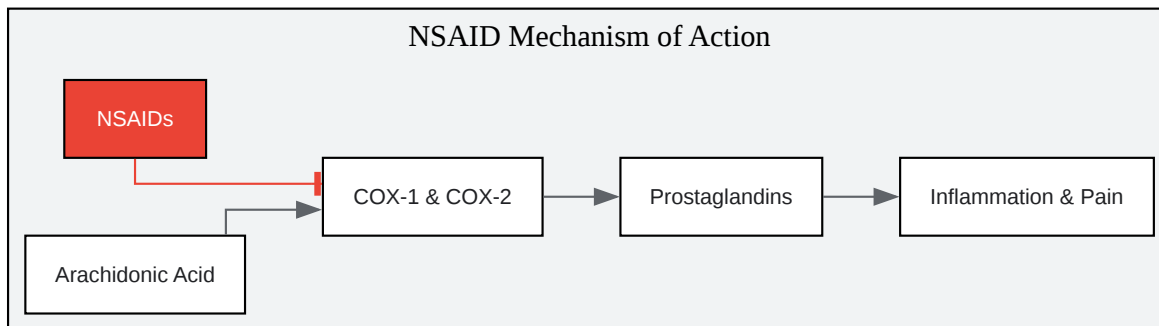 NSAID Mechanism of Action
NSAIDs
COX-1 & COX-2
Prostaglandins
Inflammation & Pain
Arachidonic Acid